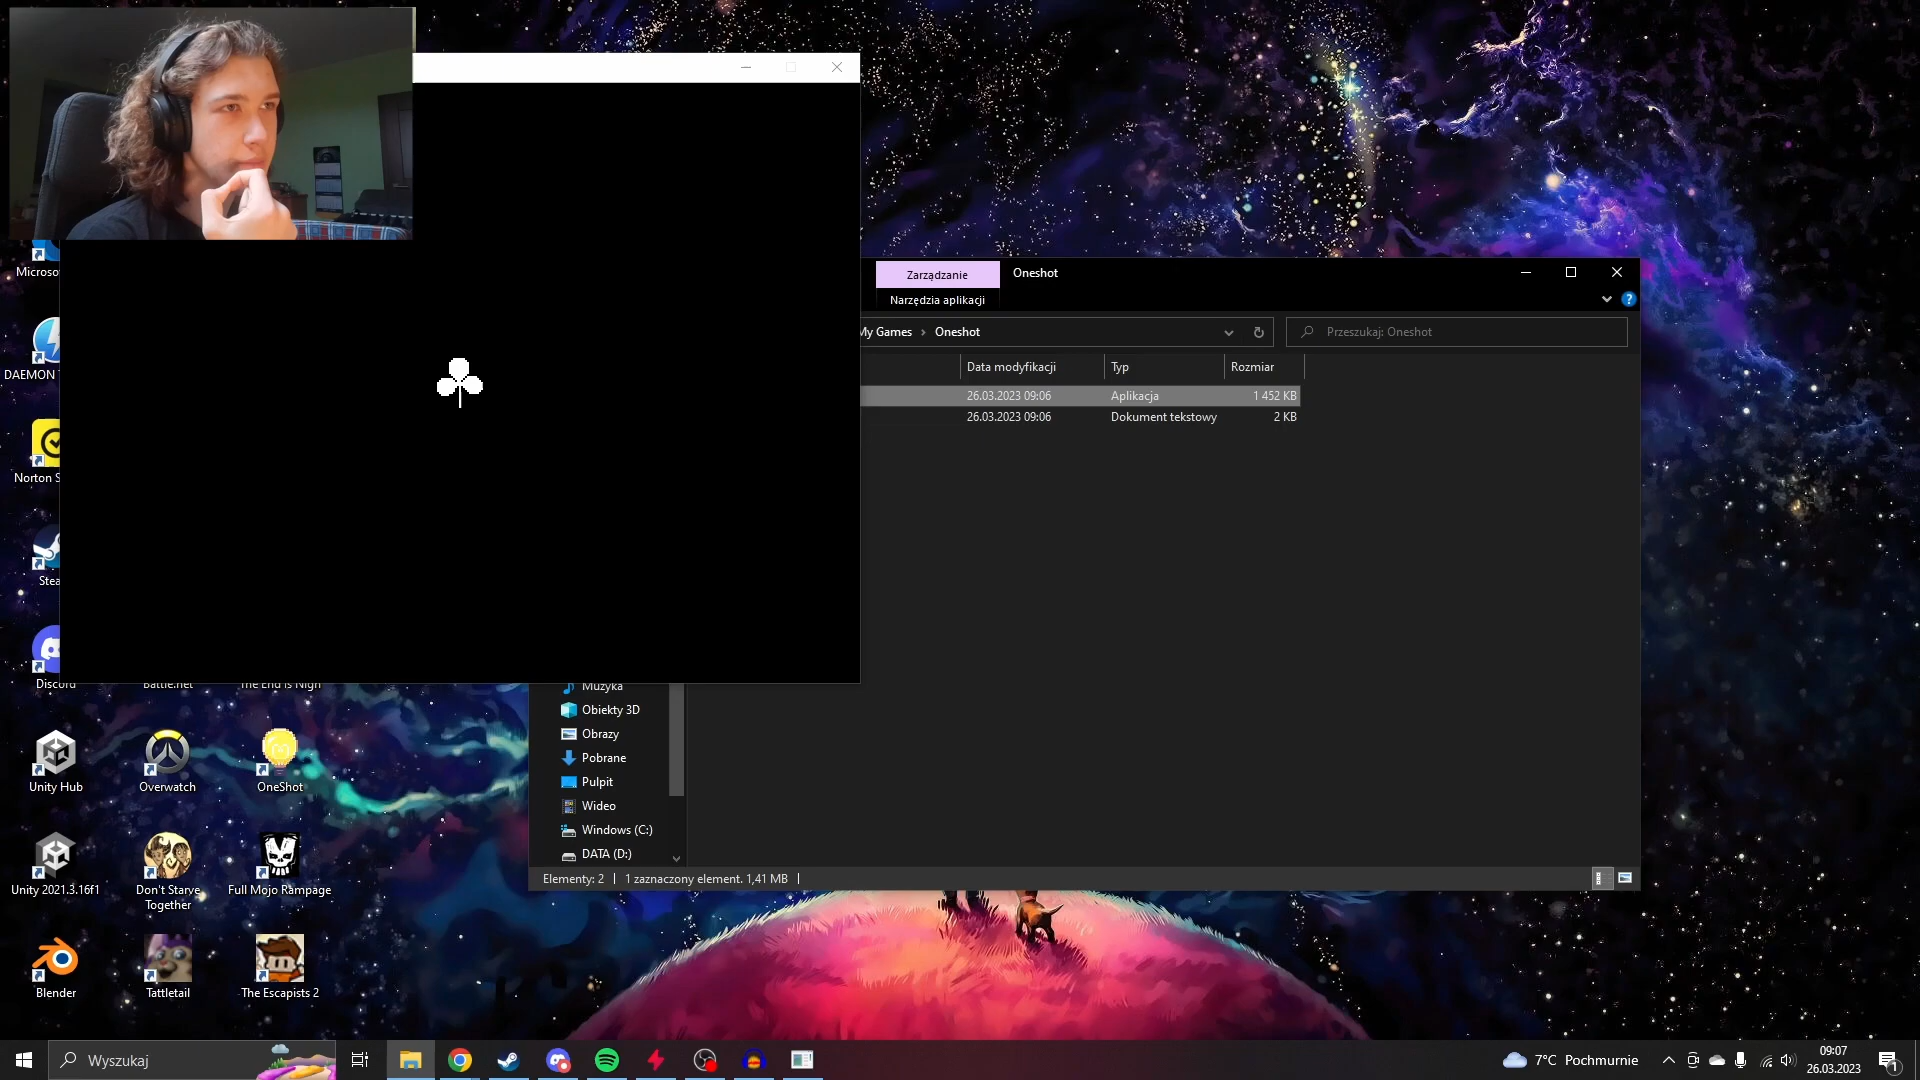 Zarządzanie
Oneshot
Narzędzia aplikacji
My Games > Oneshot
Przeszukaj: Oneshot
Data modyfikacji
Typ
Rozmiar
26.03.2023 09:06 Aplikacja 1 452 KB
26.03.2023 09:06 Dokument tekstowy 2 KB
Microso
DAEMON
Norton S
Stea
Discord
Battle.net
The End is Nigh
Muzyka
Obiekty 3D
Obrazy
Pobrane
Pulpit
Wideo
Windows (C:)
DATA (D:)
Elementy: 2
1 zaznaczony element. 1,41 MB
Unity Hub
Overwatch
OneShot
Unity 2021.3.16f1
Don't Starve
Together
Full Mojo Rampage
Blender
Tattletail
The Escapists 2
Wyszukaj
7°C Pochmurnie
09:07
26.03.2023
1